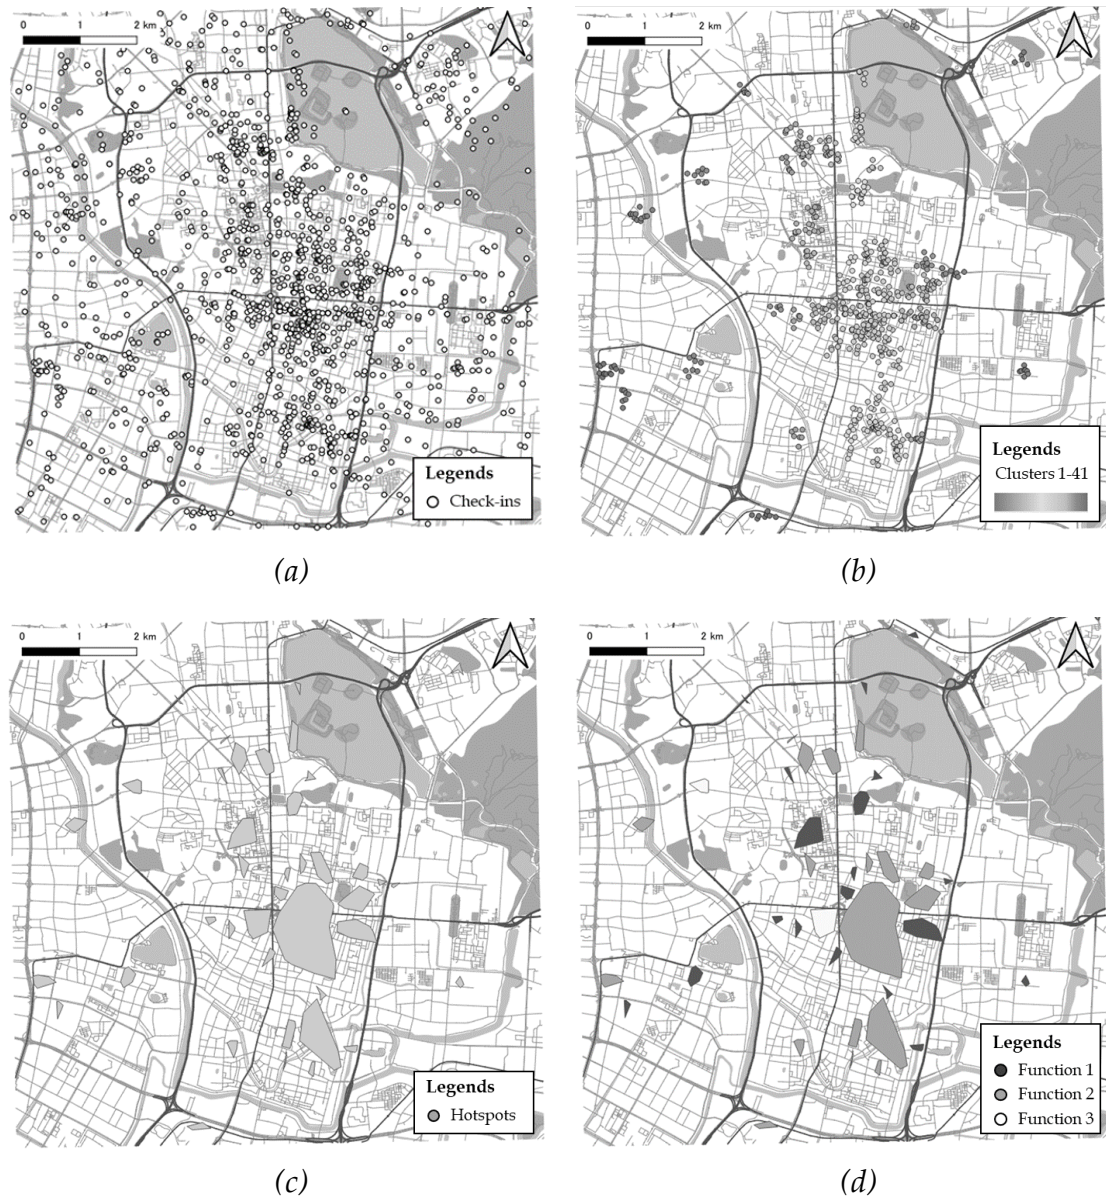 0 1 2 km
Legends
Check-ins
(a)
0 1 2 km
Legends
Clusters 1-41
(b)
0 1 2 km
Legends
Hotspots
(c)
0 1 2 km
Legends
Function 1
Function 2
Function 3
(d)